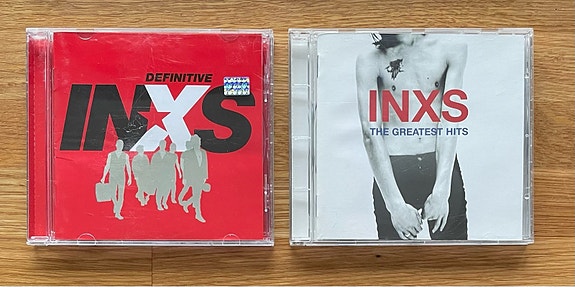 DEFINITIVE
INXS
INXS
THE GREATEST HITS